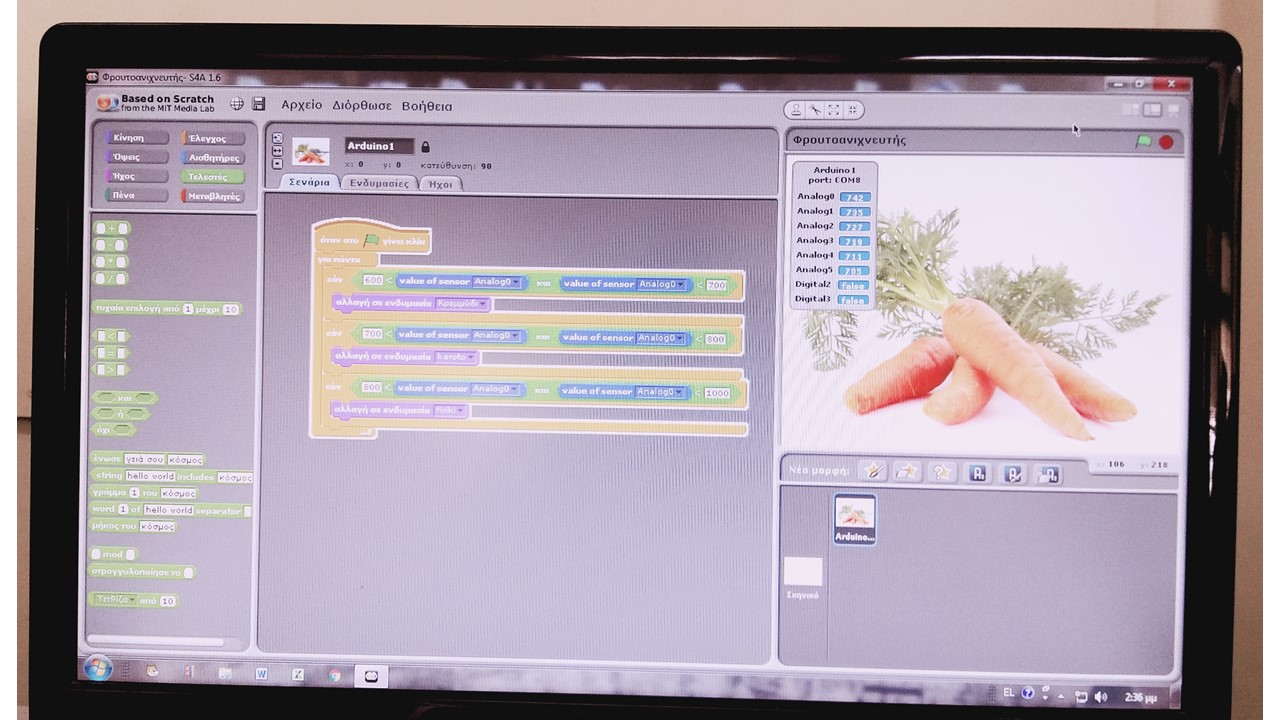 Φρουτοανιχνευτής- S4A 1.6
Based on Scratch
from the MIT Media Lab
Αρχείο Διόρθωσε Βοήθεια
Κίνηση Έλεγχος
Όψεις Αισθητήρες
Ήχος Τελεστές
Πένα Μεταβλητές
+
-
*
/
τυχαία επιλογή από 1 μέχρι 10
<
=
>
και
ή
όχι
ένωσε γειά σου κόσμος
string hello world includes κόσμος
γράμμα 1 του κόσμος
word 1 of hello world separator
μήκος του κόσμος
mod
στρογγυλοποίησε το
ΤετΡίζα από 10
Arduino1
x: 0 y: 0 κατεύθυνση: 90
Σενάρια Ενδυμασίες Ήχοι
όταν στο γίνει κλικ
για πάντα
εάν 600 < value of sensor Analog0 και value of sensor Analog0 < 700
αλλαγή σε ενδυμασία Κρεμμύδι
εάν 700 < value of sensor Analog0 και value of sensor Analog0 < 800
αλλαγή σε ενδυμασία karoto
εάν 800 < value of sensor Analog0 και value of sensor Analog0 < 1000
αλλαγή σε ενδυμασία
Φρουτοανιχνευτής
Arduino1
port: COM8
Analog0 742
Analog1 735
Analog2 727
Analog3 719
Analog4 711
Analog5 705
Digital2 false
Digital3 false
x: 106 y: 218
Νέα μορφή:
Arduino...
Σκηνικό
EL 2:36 μμ